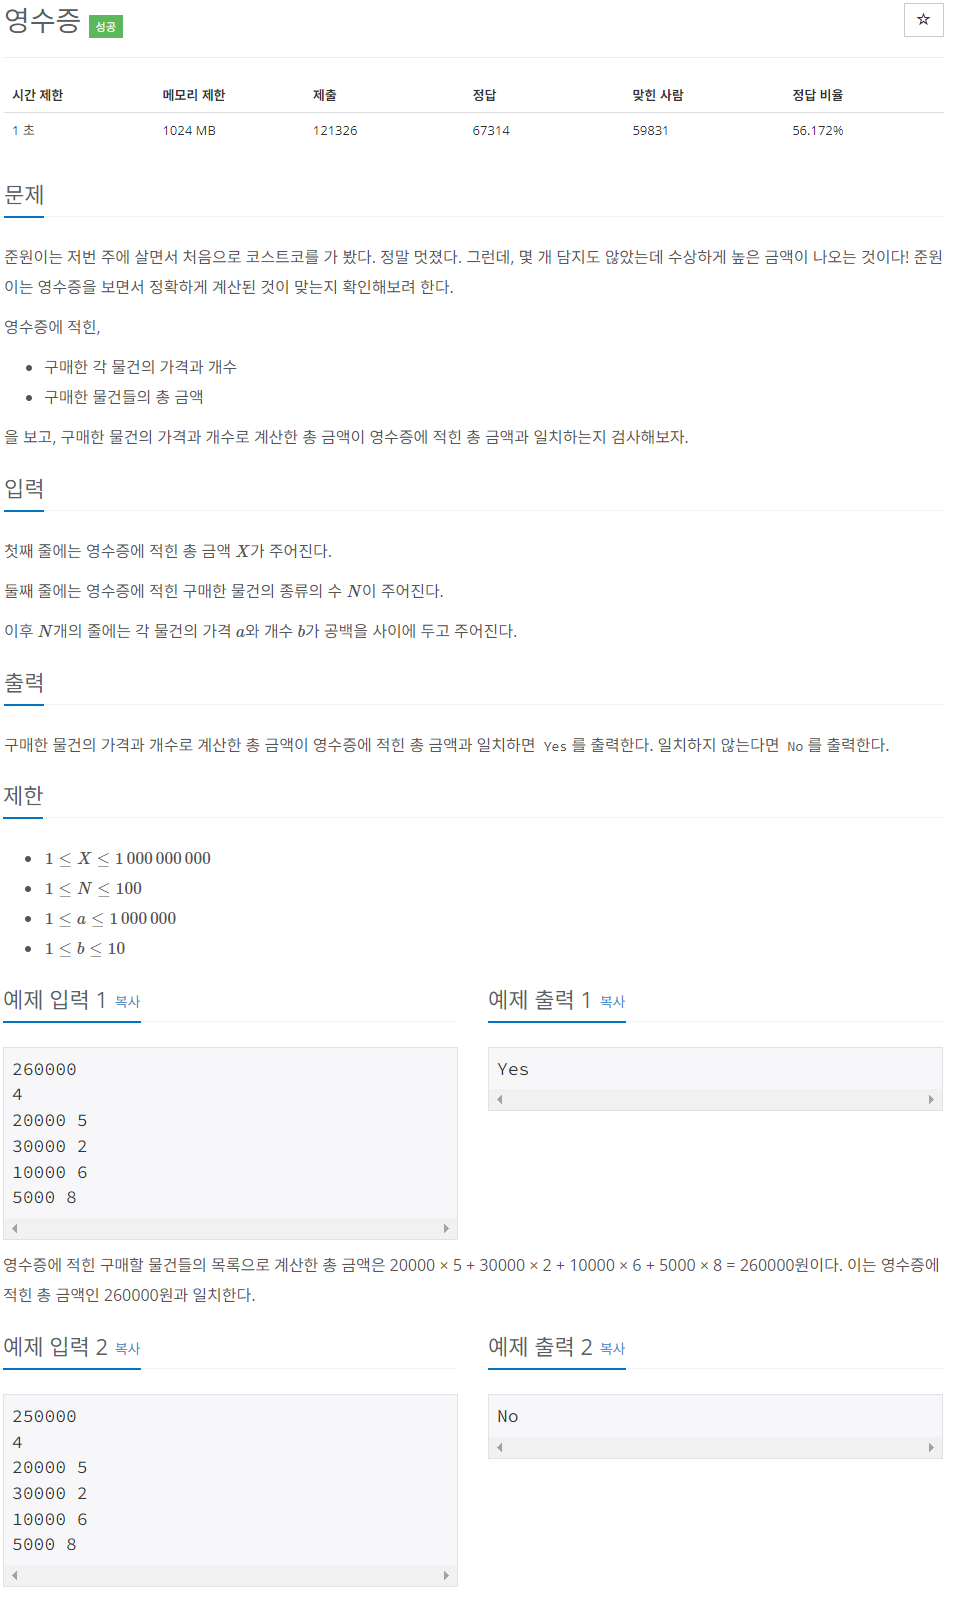 영수증 성공
☆
시간 제한 메모리 제한 제출 정답 맞힌 사람 정답 비율
1 초 1024 MB 121326 67314 59831 56.172%
문제
준원이는 저번 주에 살면서 처음으로 코스트코를 가 봤다. 정말 멋졌다. 그런데, 몇 개 담지도 않았는데 수상하게 높은 금액이 나오는 것이다! 준원
이는 영수증을 보면서 정확하게 계산된 것이 맞는지 확인해보려 한다.
영수증에 적힌,
• 구매한 각 물건의 가격과 개수
• 구매한 물건들의 총 금액
을 보고, 구매한 물건의 가격과 개수로 계산한 총 금액이 영수증에 적힌 총 금액과 일치하는지 검사해보자.
입력
첫째 줄에는 영수증에 적힌 총 금액 X가 주어진다.
둘째 줄에는 영수증에 적힌 구매한 물건의 종류의 수 N이 주어진다.
이후 N개의 줄에는 각 물건의 가격 a와 개수 b가 공백을 사이에 두고 주어진다.
출력
구매한 물건의 가격과 개수로 계산한 총 금액이 영수증에 적힌 총 금액과 일치하면 Yes 를 출력한다. 일치하지 않는다면 No 를 출력한다.
제한
• 1 ≤ X ≤ 1 000 000 000
• 1 ≤ N ≤ 100
• 1 ≤ a ≤ 1 000 000
• 1 ≤ b ≤ 10
예제 입력 1 복사
260000
4
20000 5
30000 2
10000 6
5000 8
예제 출력 1 복사
Yes
영수증에 적힌 구매할 물건들의 목록으로 계산한 총 금액은 20000 × 5 + 30000 × 2 + 10000 × 6 + 5000 × 8 = 260000원이다. 이는 영수증에
적힌 총 금액인 260000원과 일치한다.
예제 입력 2 복사
250000
4
20000 5
30000 2
10000 6
5000 8
예제 출력 2 복사
No